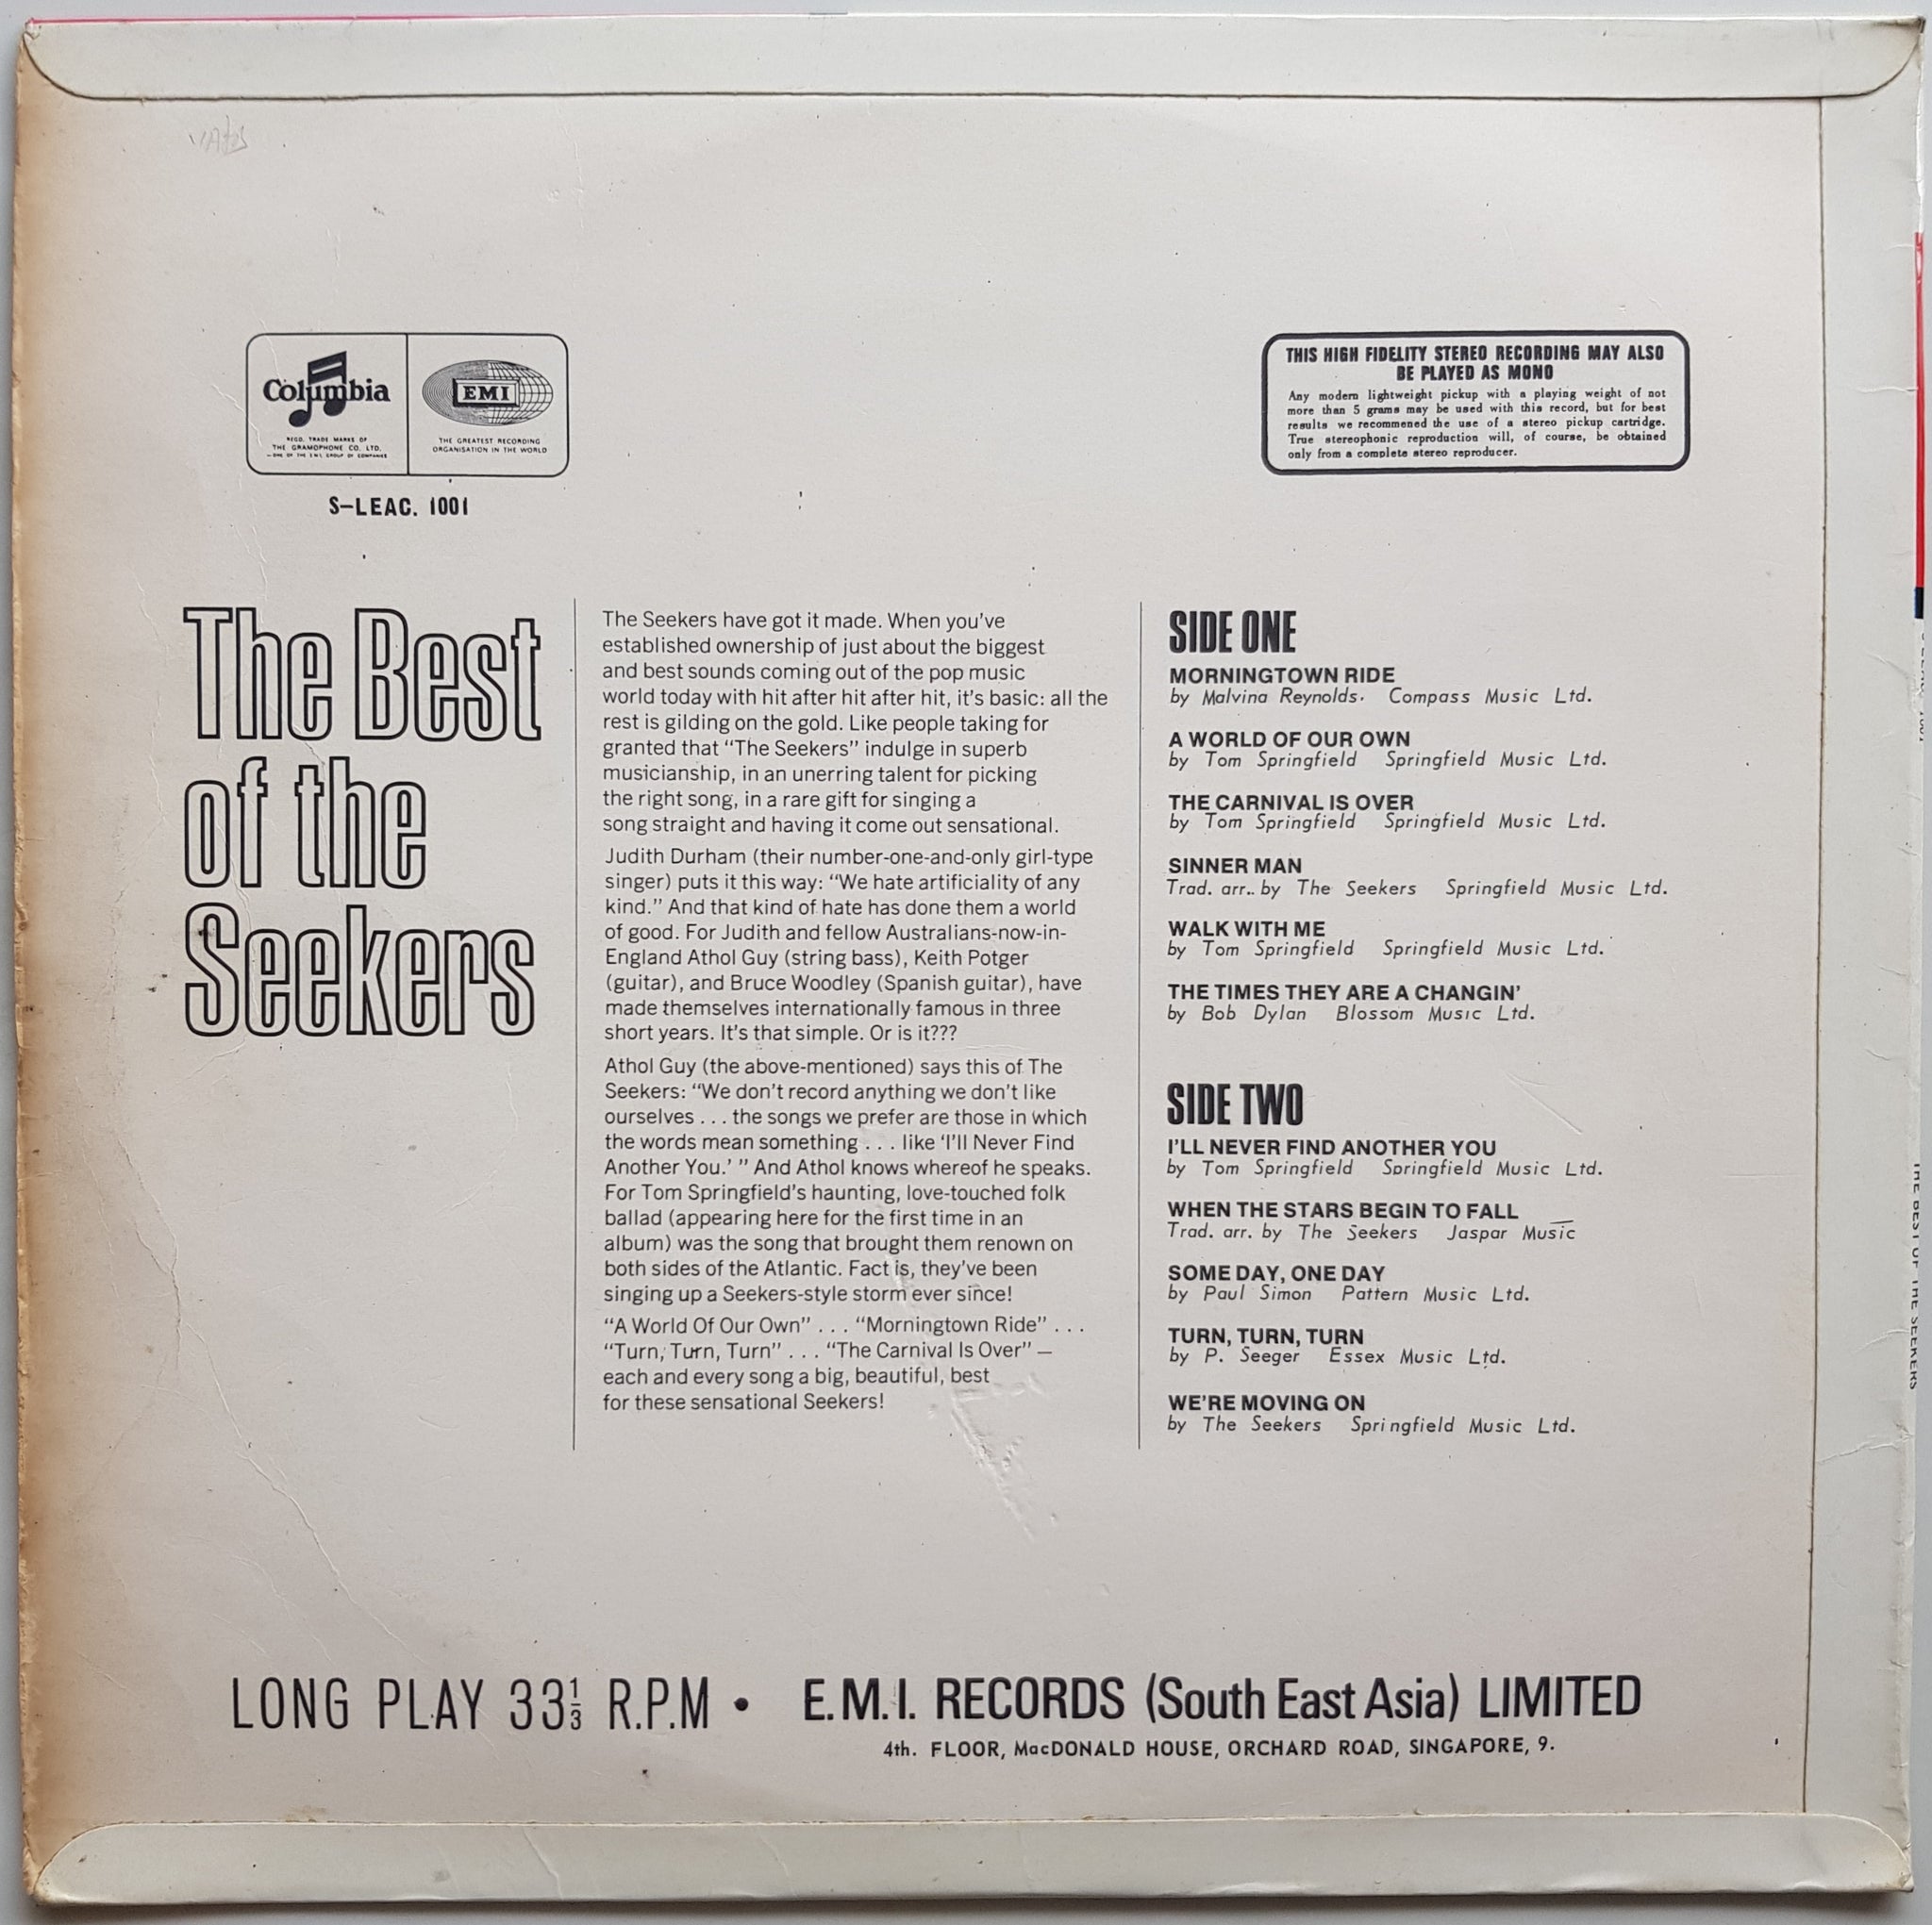 Columbia
REGD. TRADE MARKS OF
THE GRAMOPHONE CO. LTD.
—ONE OF THE E.M.I. GROUP OF COMPANIES
EMI
THE GREATEST RECORDING
ORGANISATION IN THE WORLD
S–LEAC. 1001
THIS HIGH FIDELITY STEREO RECORDING MAY ALSO
BE PLAYED AS MONO
Any modern lightweight pickup with a playing weight of not
more than 5 grams may be used with this record, but for best
results we recommened the use of a stereo pickup cartridge.
True stereophonic reproduction will, of course, be obtained
only from a complete stereo reproducer.
The Best
of the
Seekers
The Seekers have got it made. When you've
established ownership of just about the biggest
and best sounds coming out of the pop music
world today with hit after hit after hit, it's basic: all the
rest is gilding on the gold. Like people taking for
granted that "The Seekers" indulge in superb
musicianship, in an unerring talent for picking
the right song, in a rare gift for singing a
song straight and having it come out sensational.
Judith Durham (their number-one-and-only girl-type
singer) puts it this way: "We hate artificiality of any
kind." And that kind of hate has done them a world
of good. For Judith and fellow Australians-now-in-
England Athol Guy (string bass), Keith Potger
(guitar), and Bruce Woodley (Spanish guitar), have
made themselves internationally famous in three
short years. It's that simple. Or is it???
Athol Guy (the above-mentioned) says this of The
Seekers: "We don't record anything we don't like
ourselves . . . the songs we prefer are those in which
the words mean something . . . like 'I'll Never Find
Another You.' " And Athol knows whereof he speaks.
For Tom Springfield's haunting, love-touched folk
ballad (appearing here for the first time in an
album) was the song that brought them renown on
both sides of the Atlantic. Fact is, they've been
singing up a Seekers-style storm ever since!
"A World Of Our Own" . . . "Morningtown Ride" . . .
"Turn, Turn, Turn" . . . "The Carnival Is Over" —
each and every song a big, beautiful, best
for these sensational Seekers!
SIDE ONE
MORNINGTOWN RIDE
by Malvina Reynolds. Compass Music Ltd.
A WORLD OF OUR OWN
by Tom Springfield Springfield Music Ltd.
THE CARNIVAL IS OVER
by Tom Springfield Springfield Music Ltd.
SINNER MAN
Trad. arr.. by The Seekers Springfield Music Ltd.
WALK WITH ME
by Tom Springfield Springfield Music Ltd.
THE TIMES THEY ARE A CHANGIN'
by Bob Dylan Blossom Music Ltd.
SIDE TWO
I'LL NEVER FIND ANOTHER YOU
by Tom Springfield Springfield Music Ltd.
WHEN THE STARS BEGIN TO FALL
Trad. arr. by The Seekers Jaspar Music
SOME DAY, ONE DAY
by Paul Simon Pattern Music Ltd.
TURN, TURN, TURN
by P. Seeger Essex Music Ltd.
WE'RE MOVING ON
by The Seekers Springfield Music Ltd.
LONG PLAY 33⅓ R.P.M • E.M.I. RECORDS (South East Asia) LIMITED
4th. FLOOR, MacDONALD HOUSE, ORCHARD ROAD, SINGAPORE, 9.
THE BEST OF THE SEEKERS